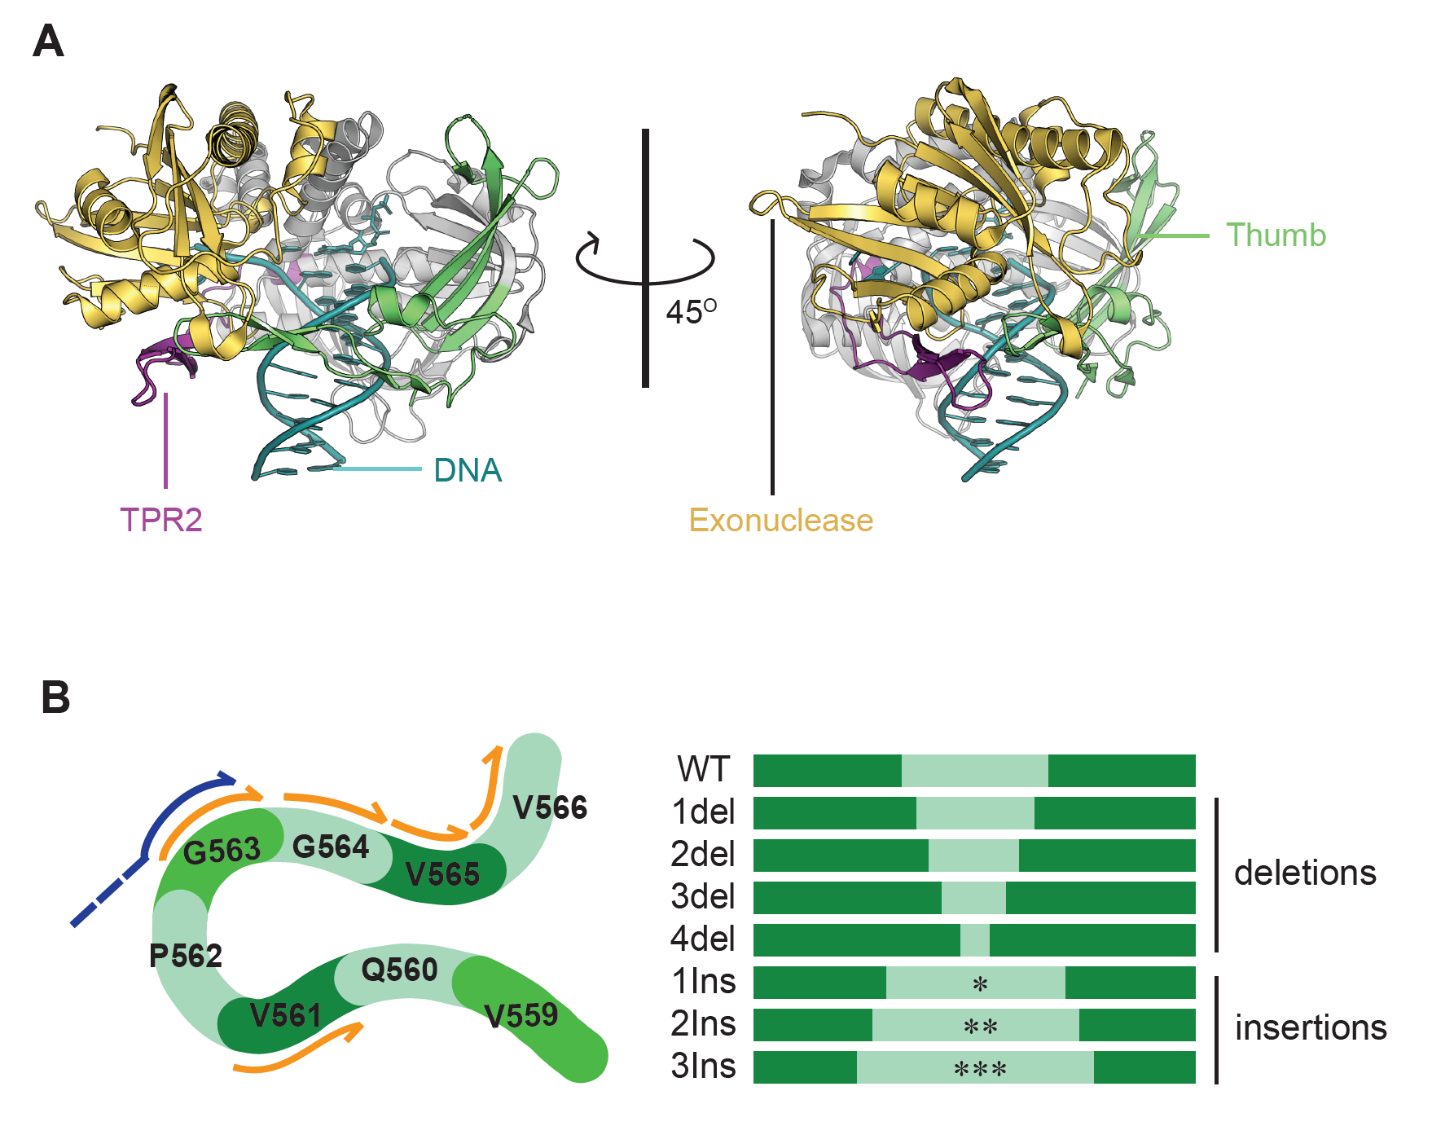 A
45O
Thumb
DNA
TPR2
Exonuclease
B
V566
G563
G564
V565
P562
Q560
V561
V559
WT
1del
2del
3del
4del
deletions
1Ins *
2Ins **
3Ins ***
insertions